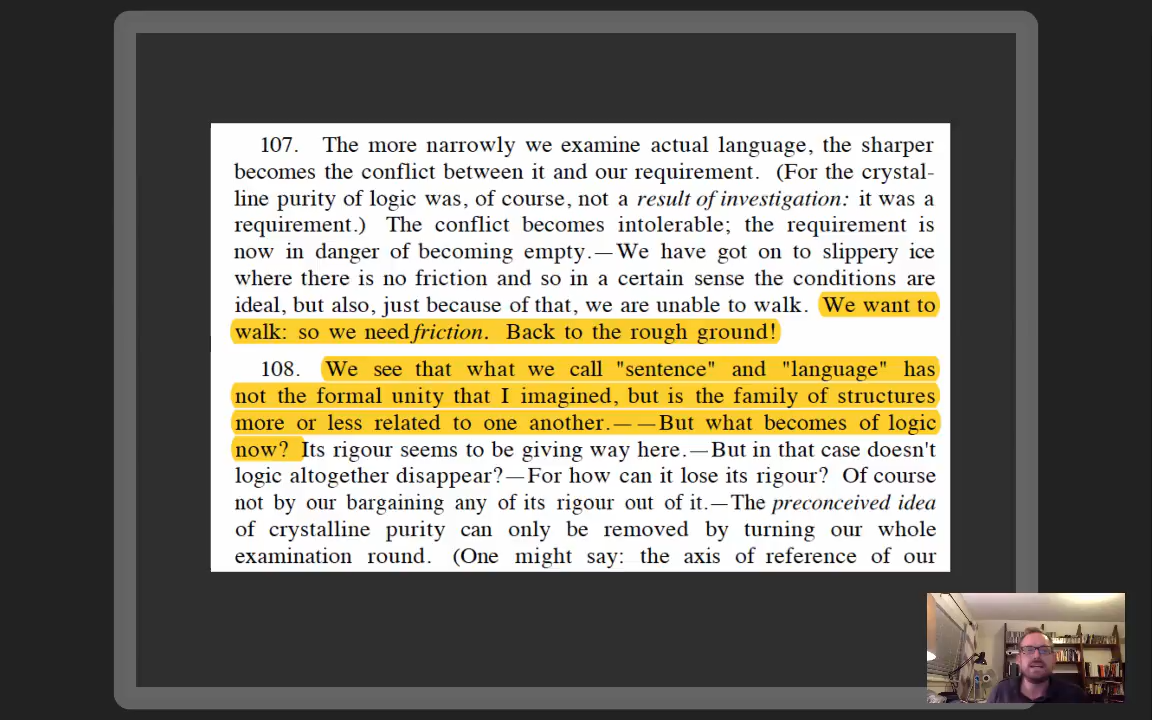 107. The more narrowly we examine actual language, the sharper
becomes the conflict between it and our requirement. (For the crystal-
line purity of logic was, of course, not a result of investigation: it was a
requirement.) The conflict becomes intolerable; the requirement is
now in danger of becoming empty.—We have got on to slippery ice
where there is no friction and so in a certain sense the conditions are
ideal, but also, just because of that, we are unable to walk. We want to
walk: so we need friction. Back to the rough ground!
108. We see that what we call "sentence" and "language" has
not the formal unity that I imagined, but is the family of structures
more or less related to one another.——But what becomes of logic
now? Its rigour seems to be giving way here.—But in that case doesn't
logic altogether disappear?—For how can it lose its rigour? Of course
not by our bargaining any of its rigour out of it.—The preconceived idea
of crystalline purity can only be removed by turning our whole
examination round. (One might say: the axis of reference of our